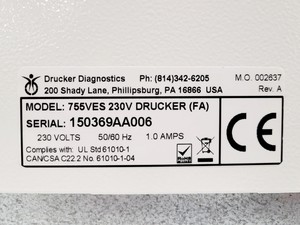 Drucker Diagnostics Ph: (814)342-6205 M.O. 002637
200 Shady Lane, Phillipsburg, PA 16866 USA Rev. A
MODEL: 755VES 230V DRUCKER (FA)
SERIAL: 150369AA006
230 VOLTS 50/60 Hz 1.0 AMPS
Complies with: UL Std 61010-1
CAN/CSA C22.2 No. 61010-1-04
CE